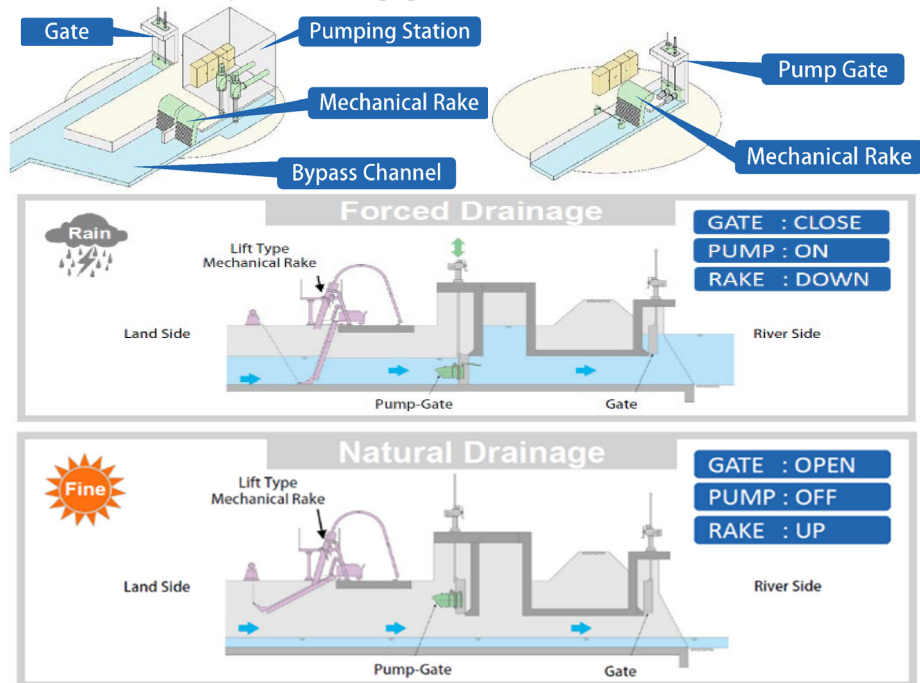 Gate
Pumping Station
Mechanical Rake
Bypass Channel
Pump Gate
Mechanical Rake
Forced Drainage
Rain
Lift Type
Mechanical Rake
GATE : CLOSE
PUMP : ON
RAKE : DOWN
Land Side
River Side
Pump-Gate
Gate
Natural Drainage
Fine
Lift Type
Mechanical Rake
GATE : OPEN
PUMP : OFF
RAKE : UP
Land Side
River Side
Pump-Gate
Gate